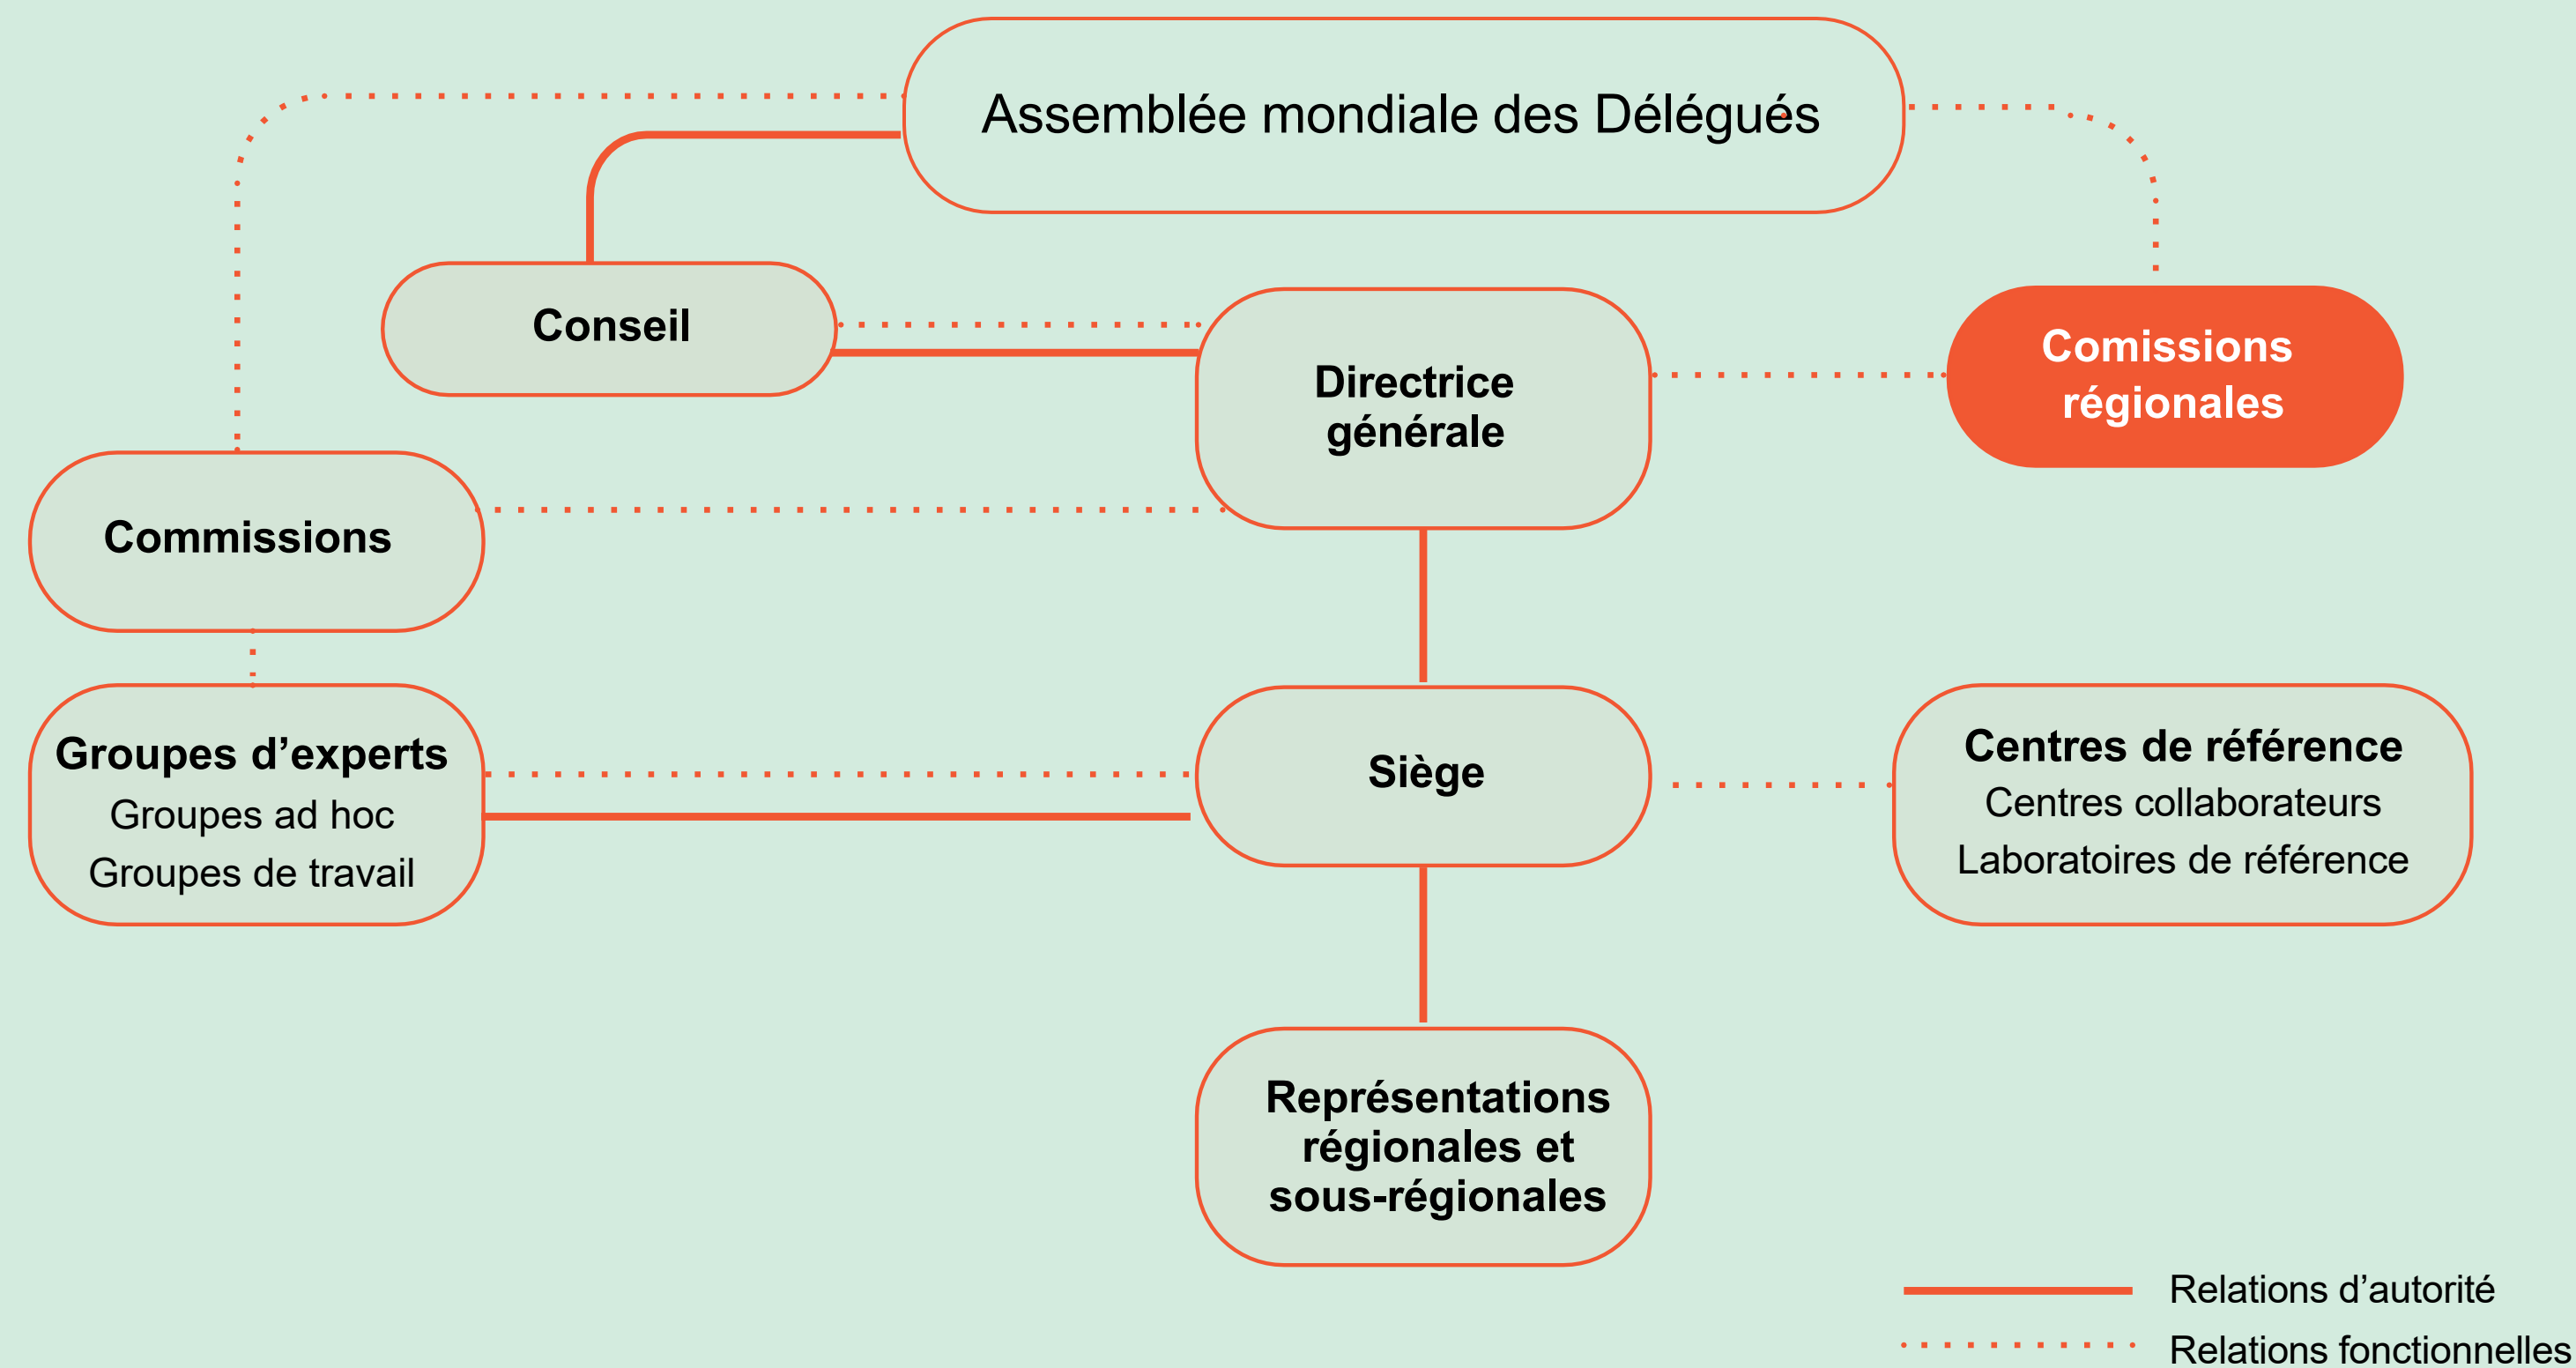 Assemblée mondiale des Délégués
Conseil
Directrice
générale
Comissions
régionales
Commissions
Groupes d’experts
Groupes ad hoc
Groupes de travail
Siège
Centres de référence
Centres collaborateurs
Laboratoires de référence
Représentations
régionales et
sous-régionales
Relations d’autorité
Relations fonctionnelles